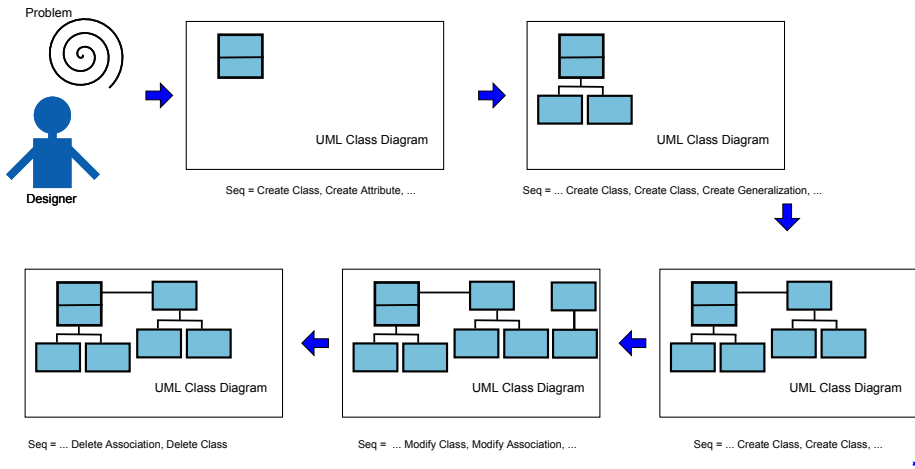 Problem
Designer
UML Class Diagram
Seq = Create Class, Create Attribute, ...
UML Class Diagram
Seq = ... Create Class, Create Class, Create Generalization, ...
UML Class Diagram
Seq = ... Create Class, Create Class, ...
UML Class Diagram
Seq = ... Modify Class, Modify Association, ...
UML Class Diagram
Seq = ... Delete Association, Delete Class